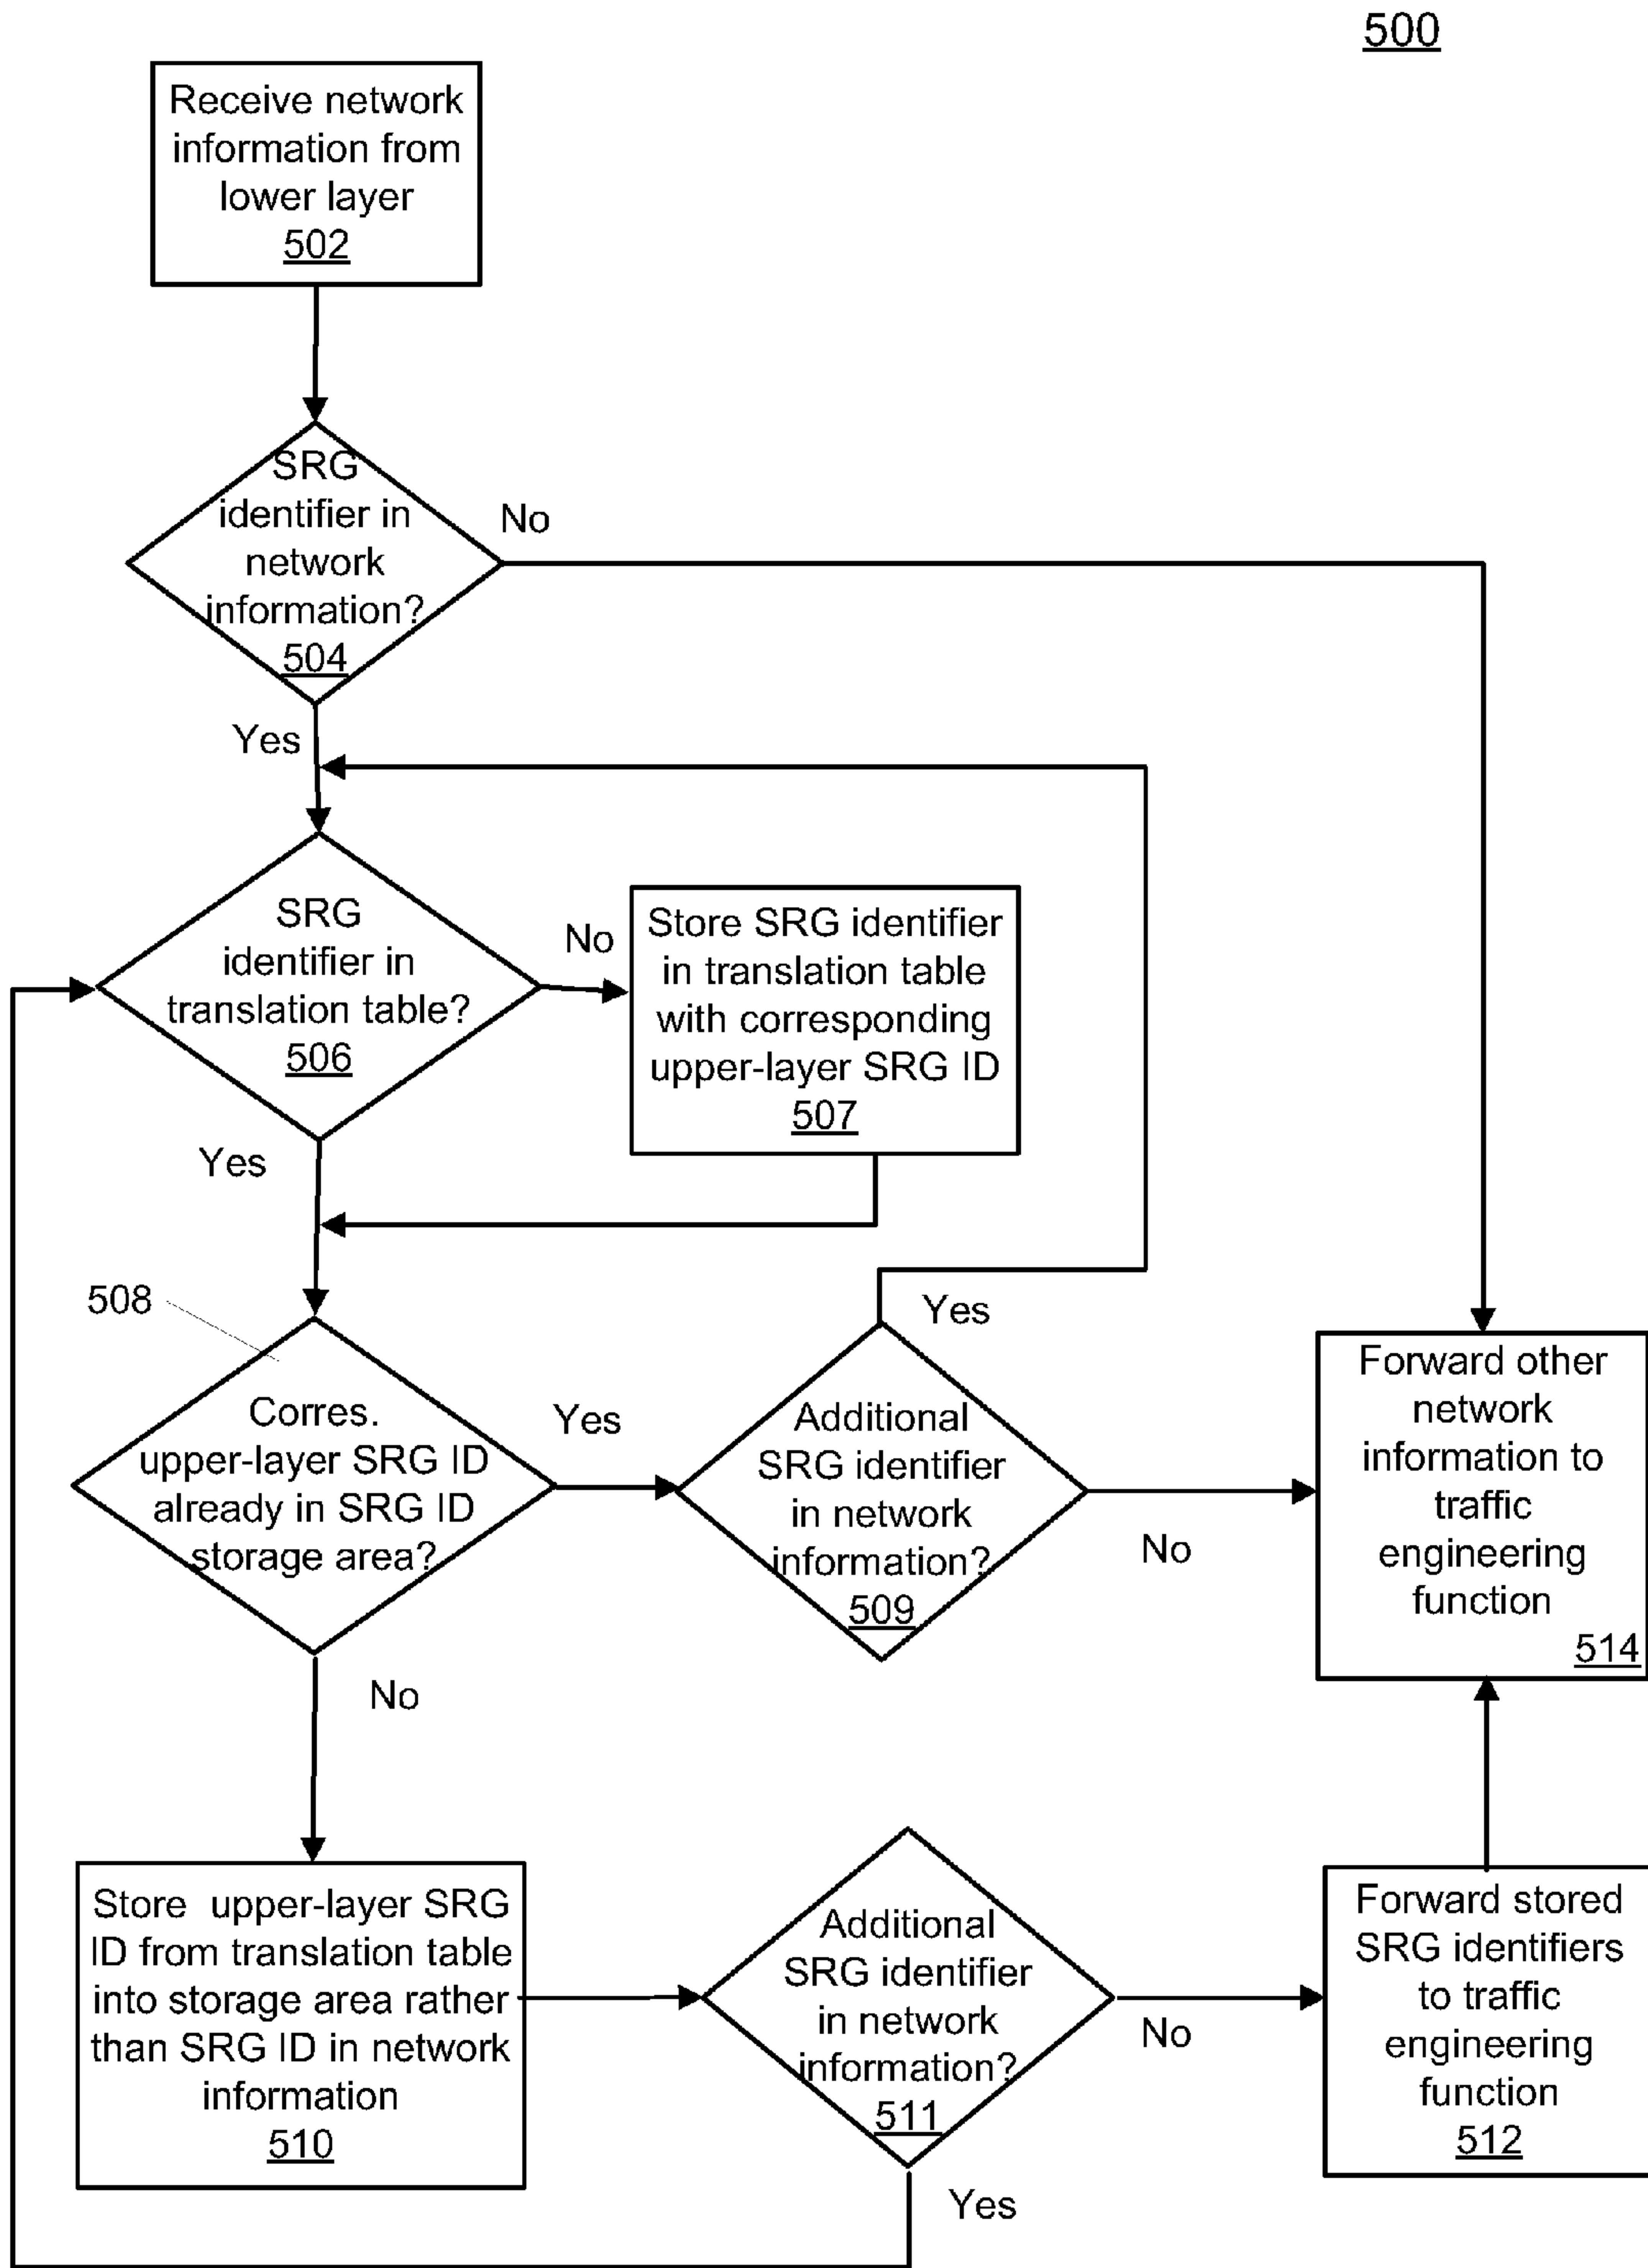 500
Receive network
information from
lower layer
502
SRG
identifier in
network
information?
504
No
Yes
SRG
identifier in
translation table?
506
No
Store SRG identifier
in translation table
with corresponding
upper-layer SRG ID
507
Yes
508
Corres.
upper-layer SRG ID
already in SRG ID
storage area?
Yes
Additional
SRG identifier
in network
information?
509
Yes
No
Forward other
network
information to
traffic
engineering
function
514
No
Store upper-layer SRG
ID from translation table
into storage area rather
than SRG ID in network
information
510
Additional
SRG identifier
in network
information?
511
No
Yes
Forward stored
SRG identifiers
to traffic
engineering
function
512